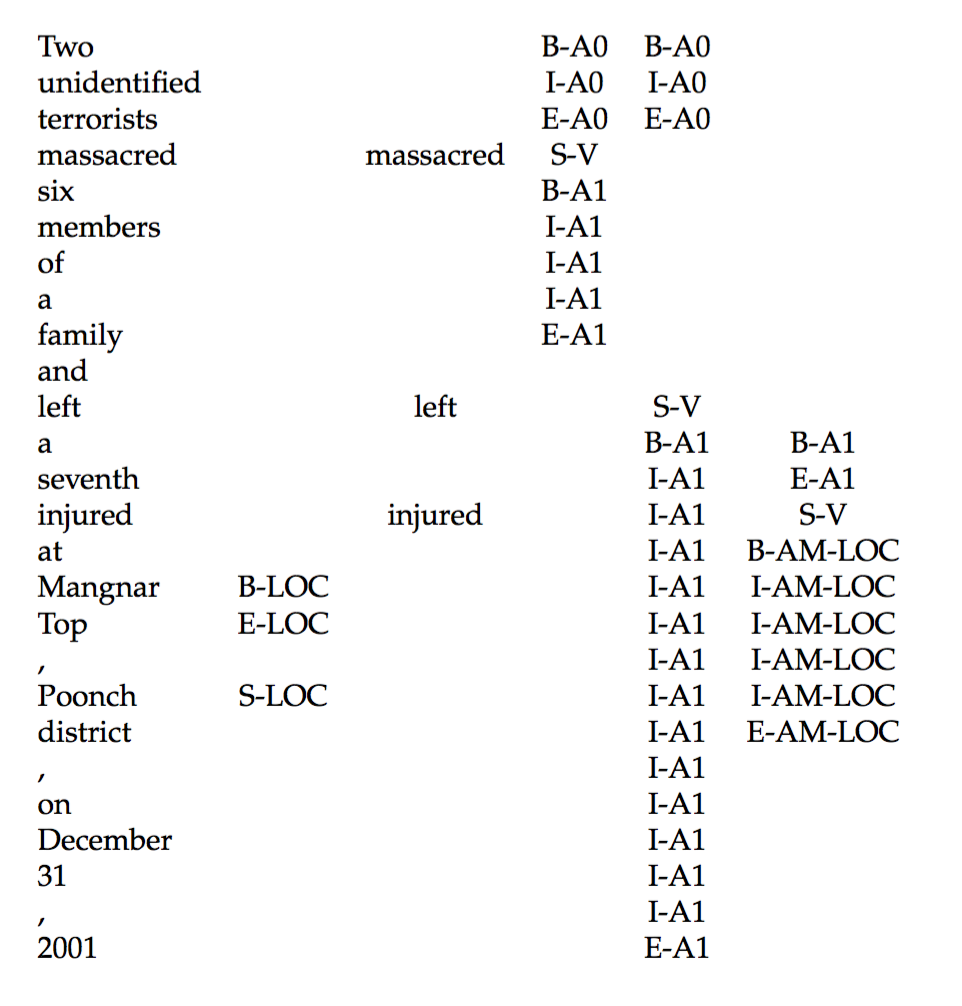 Two B-A0 B-A0
unidentified I-A0 I-A0
terrorists E-A0 E-A0
massacred massacred S-V
six B-A1
members I-A1
of I-A1
a I-A1
family E-A1
and
left left S-V
a B-A1 B-A1
seventh I-A1 E-A1
injured injured I-A1 S-V
at I-A1 B-AM-LOC
Mangnar B-LOC I-A1 I-AM-LOC
Top E-LOC I-A1 I-AM-LOC
, I-A1 I-AM-LOC
Poonch S-LOC I-A1 I-AM-LOC
district I-A1 E-AM-LOC
, I-A1
on I-A1
December I-A1
31 I-A1
, I-A1
2001 E-A1